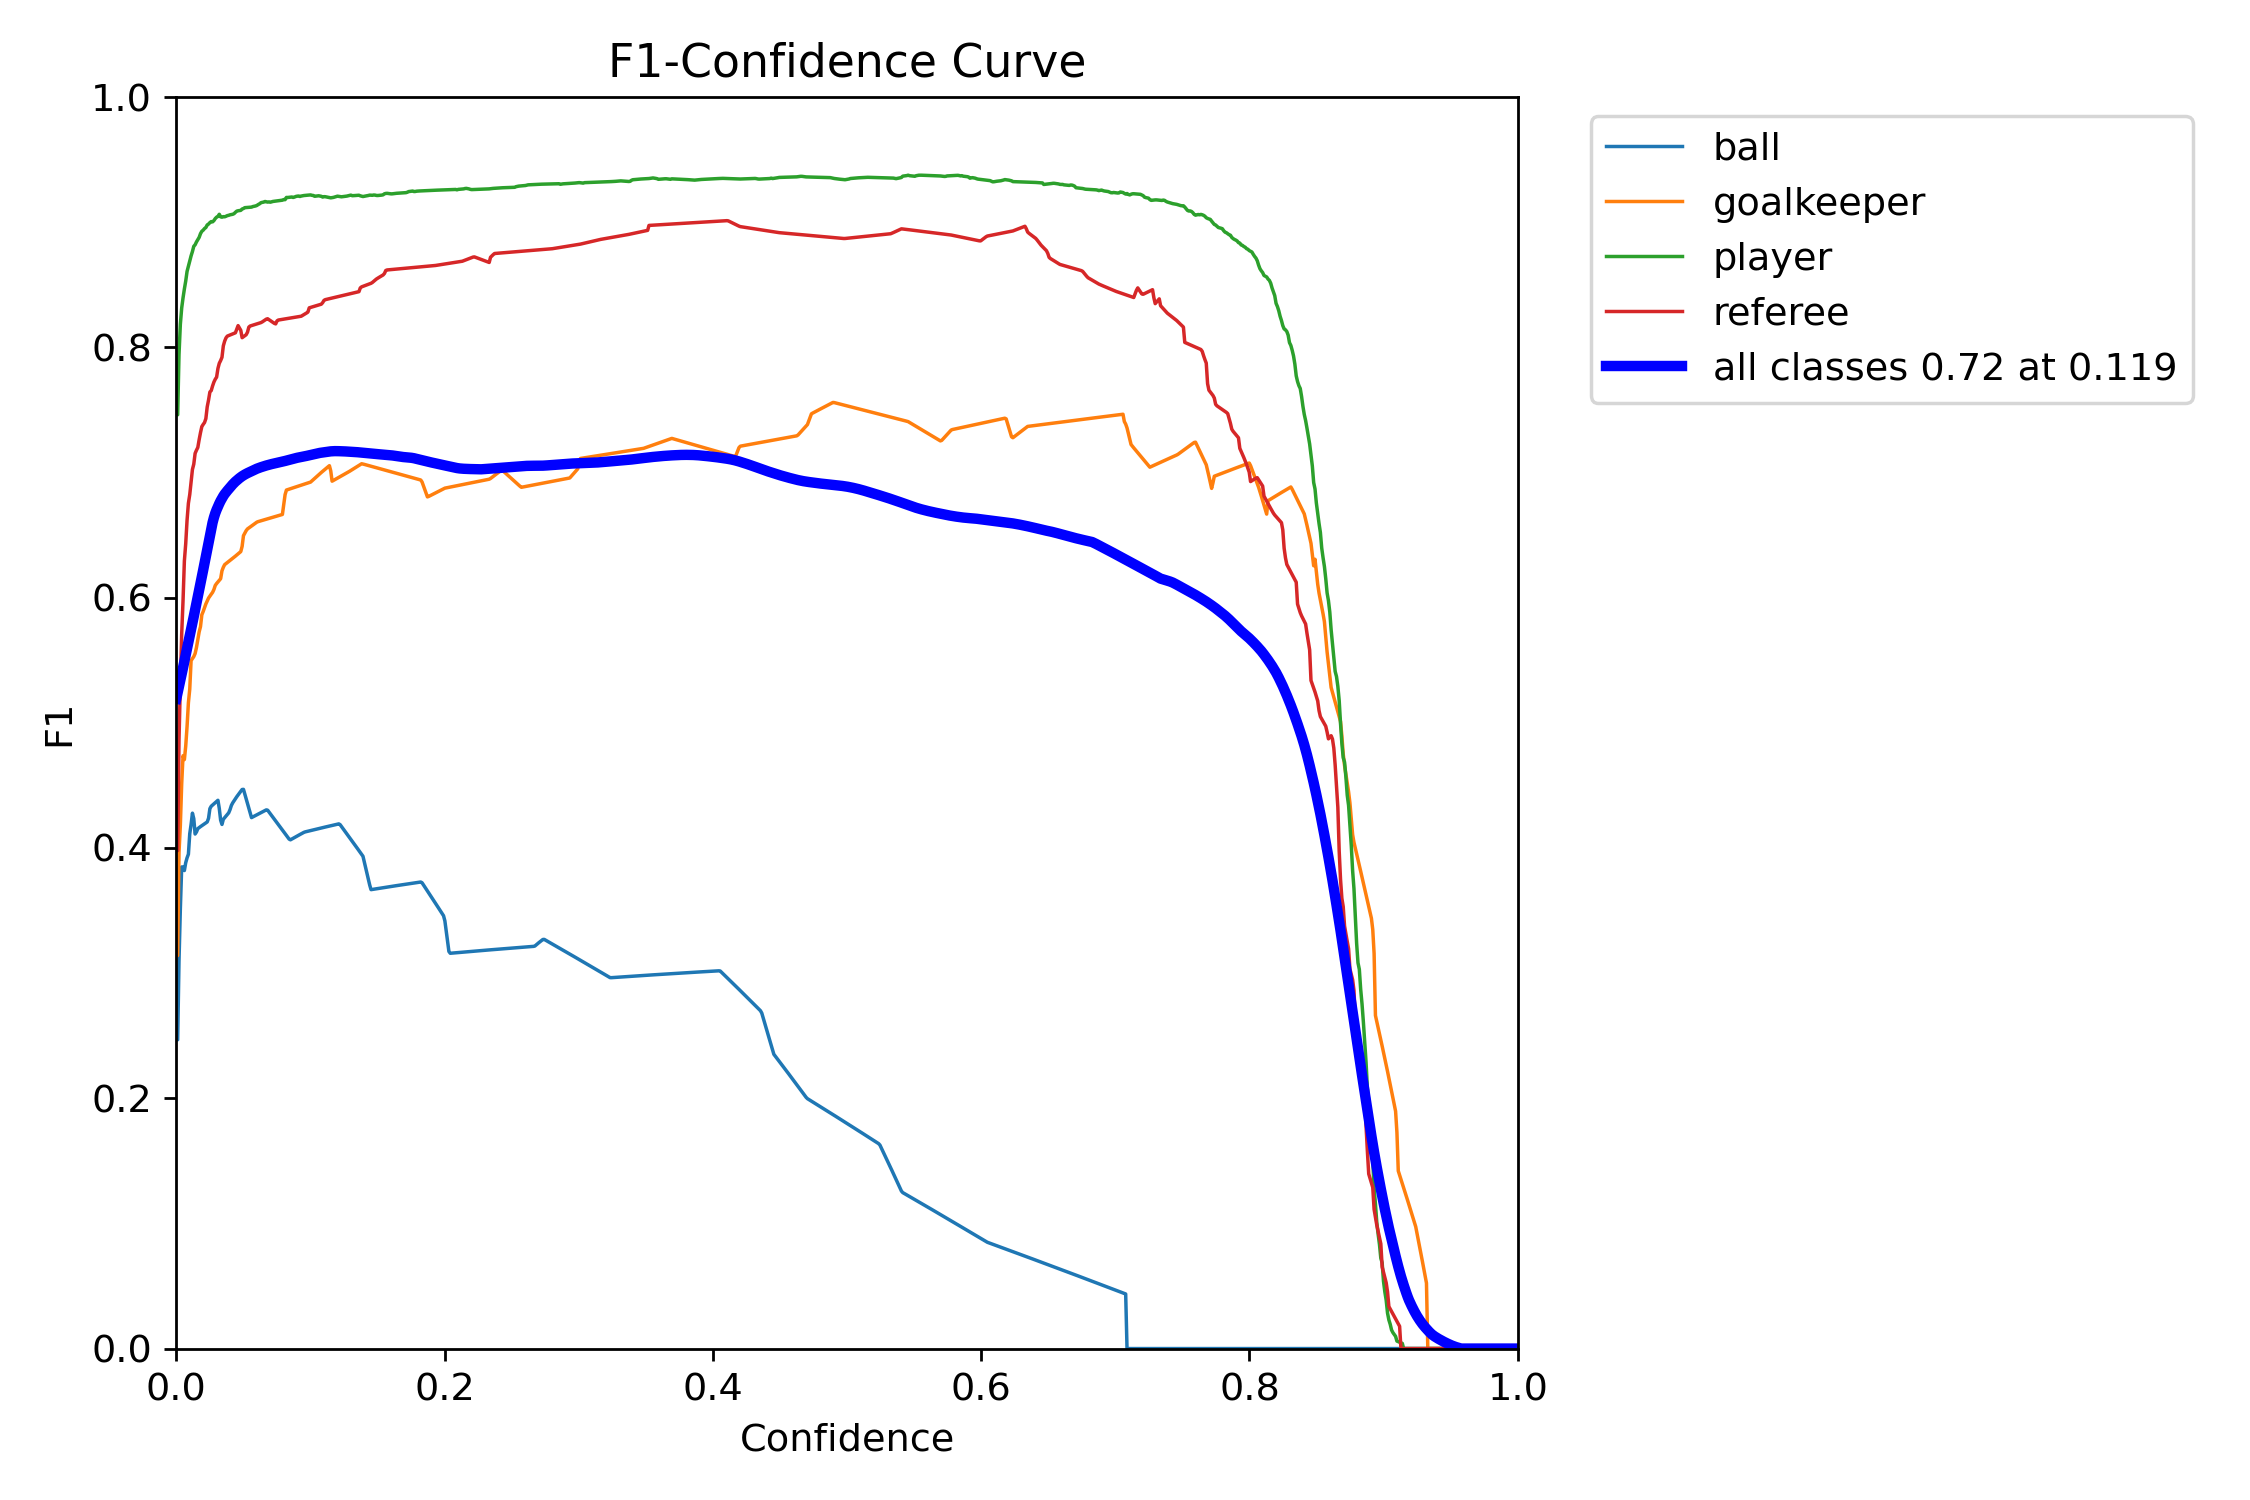 F1-Confidence Curve
1.0
0.8
0.6
0.4
0.2
0.0
F1
0.0 0.2 0.4 0.6 0.8 1.0
Confidence
ball
goalkeeper
player
referee
all classes 0.72 at 0.119